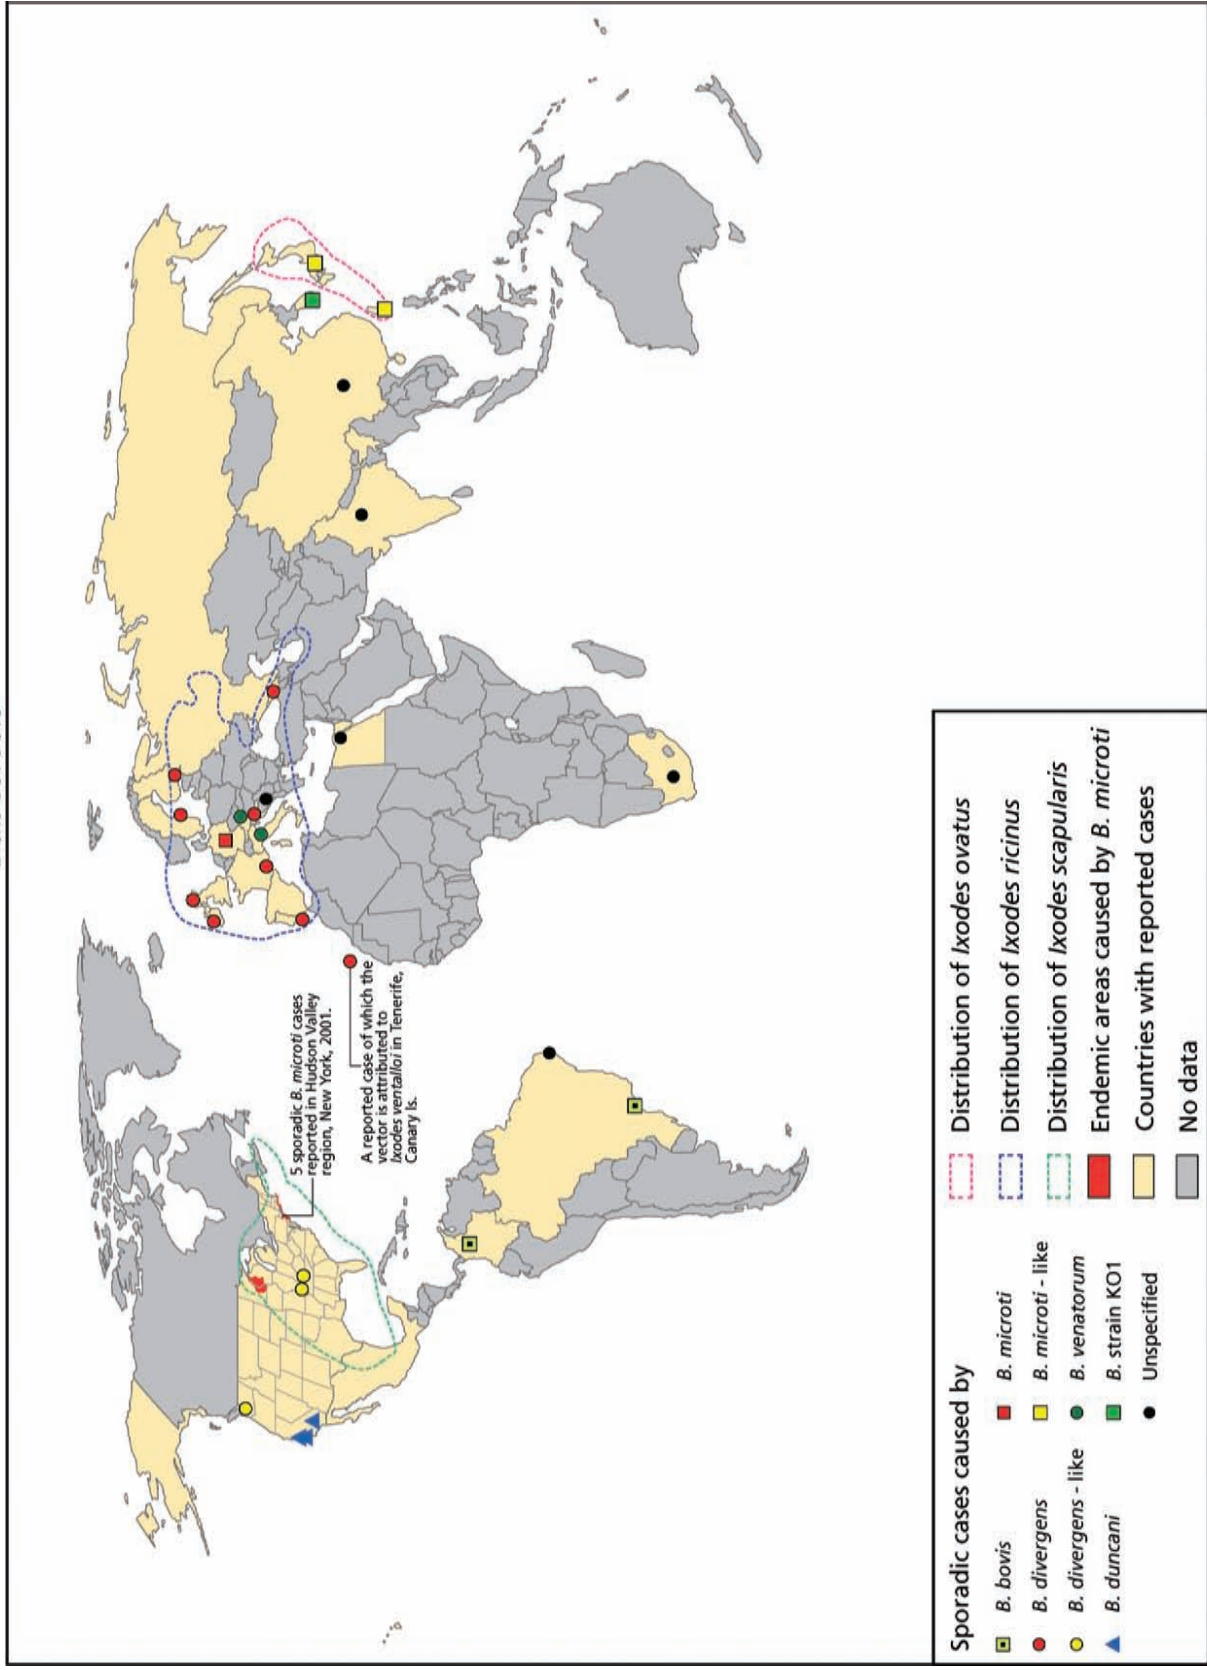 5 sporadic B. microti cases
reported in Hudson Valley
region, New York, 2001.
A reported case of which the
vector is attributed to
Ixodes ventalloi in Tenerife,
Canary Is.
Sporadic cases caused by
B. bovis
B. divergens
B. divergens - like
B. duncani
B. microti
B. microti - like
B. venatorum
B. strain KO1
Unspecified
Distribution of Ixodes ovatus
Distribution of Ixodes ricinus
Distribution of Ixodes scapularis
Endemic areas caused by B. microti
Countries with reported cases
No data